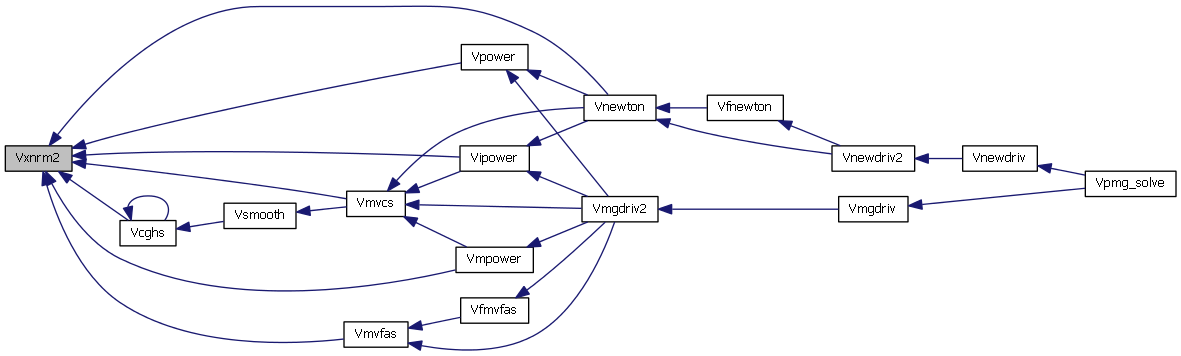 Vxnrm2
Vpower
Vnewton
Vfnewton
Vipower
Vnewdriv2
Vnewdriv
Vpmg_solve
Vmvcs
Vsmooth
Vcghs
Vmgdriv2
Vmgdriv
Vmpower
Vfmvfas
Vmvfas